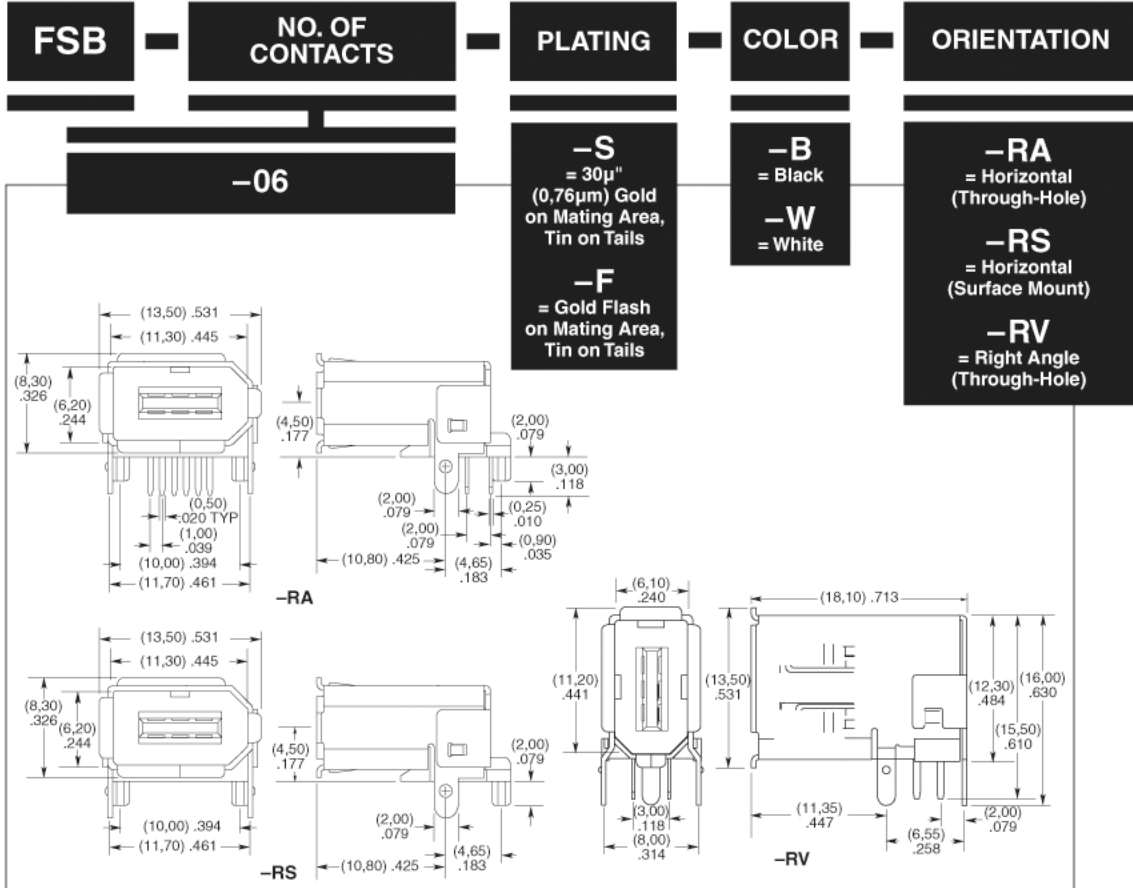 FSB
NO. OF
CONTACTS
PLATING
COLOR
ORIENTATION
–06
–S
= 30µ"
(0,76µm) Gold
on Mating Area,
Tin on Tails
–F
= Gold Flash
on Mating Area,
Tin on Tails
–B
= Black
–W
= White
–RA
= Horizontal
(Through-Hole)
–RS
= Horizontal
(Surface Mount)
–RV
= Right Angle
(Through-Hole)
(13,50) .531
(11,30) .445
(8,30)
.326
(6,20)
.244
(0,50)
.020 TYP
(1,00)
.039
(10,00) .394
(11,70) .461
(4,50)
.177
(2,00)
.079
(3,00)
.118
(2,00)
.079
(0,25)
.010
(2,00)
.079
(0,90)
.035
(10,80) .425
(4,65)
.183
–RA
(13,50) .531
(11,30) .445
(8,30)
.326
(6,20)
.244
(10,00) .394
(11,70) .461
(4,50)
.177
(2,00)
.079
(2,00)
.079
(10,80) .425
(4,65)
.183
–RS
(6,10)
.240
(11,20)
.441
(13,50)
.531
(3,00)
.118
(8,00)
.314
(18,10) .713
(12,30)
.484
(16,00)
.630
(15,50)
.610
(11,35)
.447
(2,00)
.079
(6,55)
.258
–RV